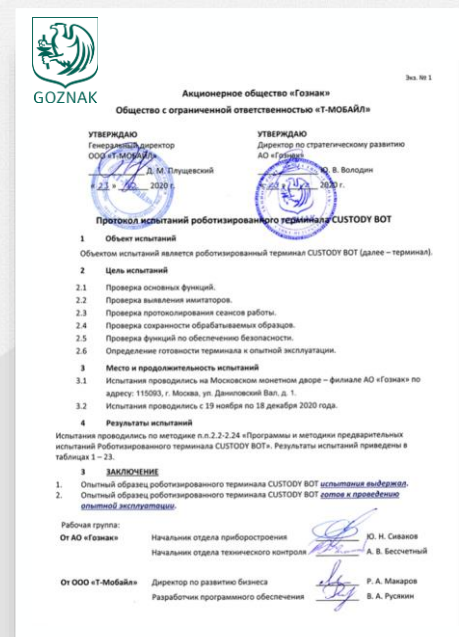 GOZNAK
Экз. № 1
Акционерное общество «Гознак»
Общество с ограниченной ответственностью «Т-МОБАЙЛ»
УТВЕРЖДАЮ
Генеральный директор
ООО «Т-МОБАЙЛ»
Д. М. Плущевский
« 23 » 2020 г.
УТВЕРЖДАЮ
Директор по стратегическому развитию
АО «Гознак»
Ю. В. Володин
2020 г.
Протокол испытаний роботизированного терминала CUSTODY BOT
1 Объект испытаний
Объектом испытаний является роботизированный терминал CUSTODY BOT (далее – терминал).
2 Цель испытаний
2.1 Проверка основных функций.
2.2 Проверка выявления имитаторов.
2.3 Проверка протоколирования сеансов работы.
2.4 Проверка сохранности обрабатываемых образцов.
2.5 Проверка функций по обеспечению безопасности.
2.6 Определение готовности терминала к опытной эксплуатации.
3 Место и продолжительность испытаний
3.1 Испытания проводились на Московском монетном дворе – филиале АО «Гознак» по
адресу: 115093, г. Москва, ул. Даниловский Вал, д. 1.
3.2 Испытания проводились с 19 ноября по 18 декабря 2020 года.
4 Результаты испытаний
Испытания проводились по методике п.п.2.2-2.24 «Программы и методики предварительных
испытаний Роботизированного терминала CUSTODY BOT». Результаты испытаний приведены в
таблицах 1 – 23.
3 ЗАКЛЮЧЕНИЕ
1. Опытный образец роботизированного терминала CUSTODY BOT испытания выдержал.
2. Опытный образец роботизированного терминала CUSTODY BOT готов к проведению
опытной эксплуатации.
Рабочая группа:
От АО «Гознак» Начальник отдела приборостроения Ю. Н. Сиваков
Начальник отдела технического контроля А. В. Бессчетный
От ООО «Т-Мобайл» Директор по развитию бизнеса Р. А. Макаров
Разработчик программного обеспечения В. А. Русякин